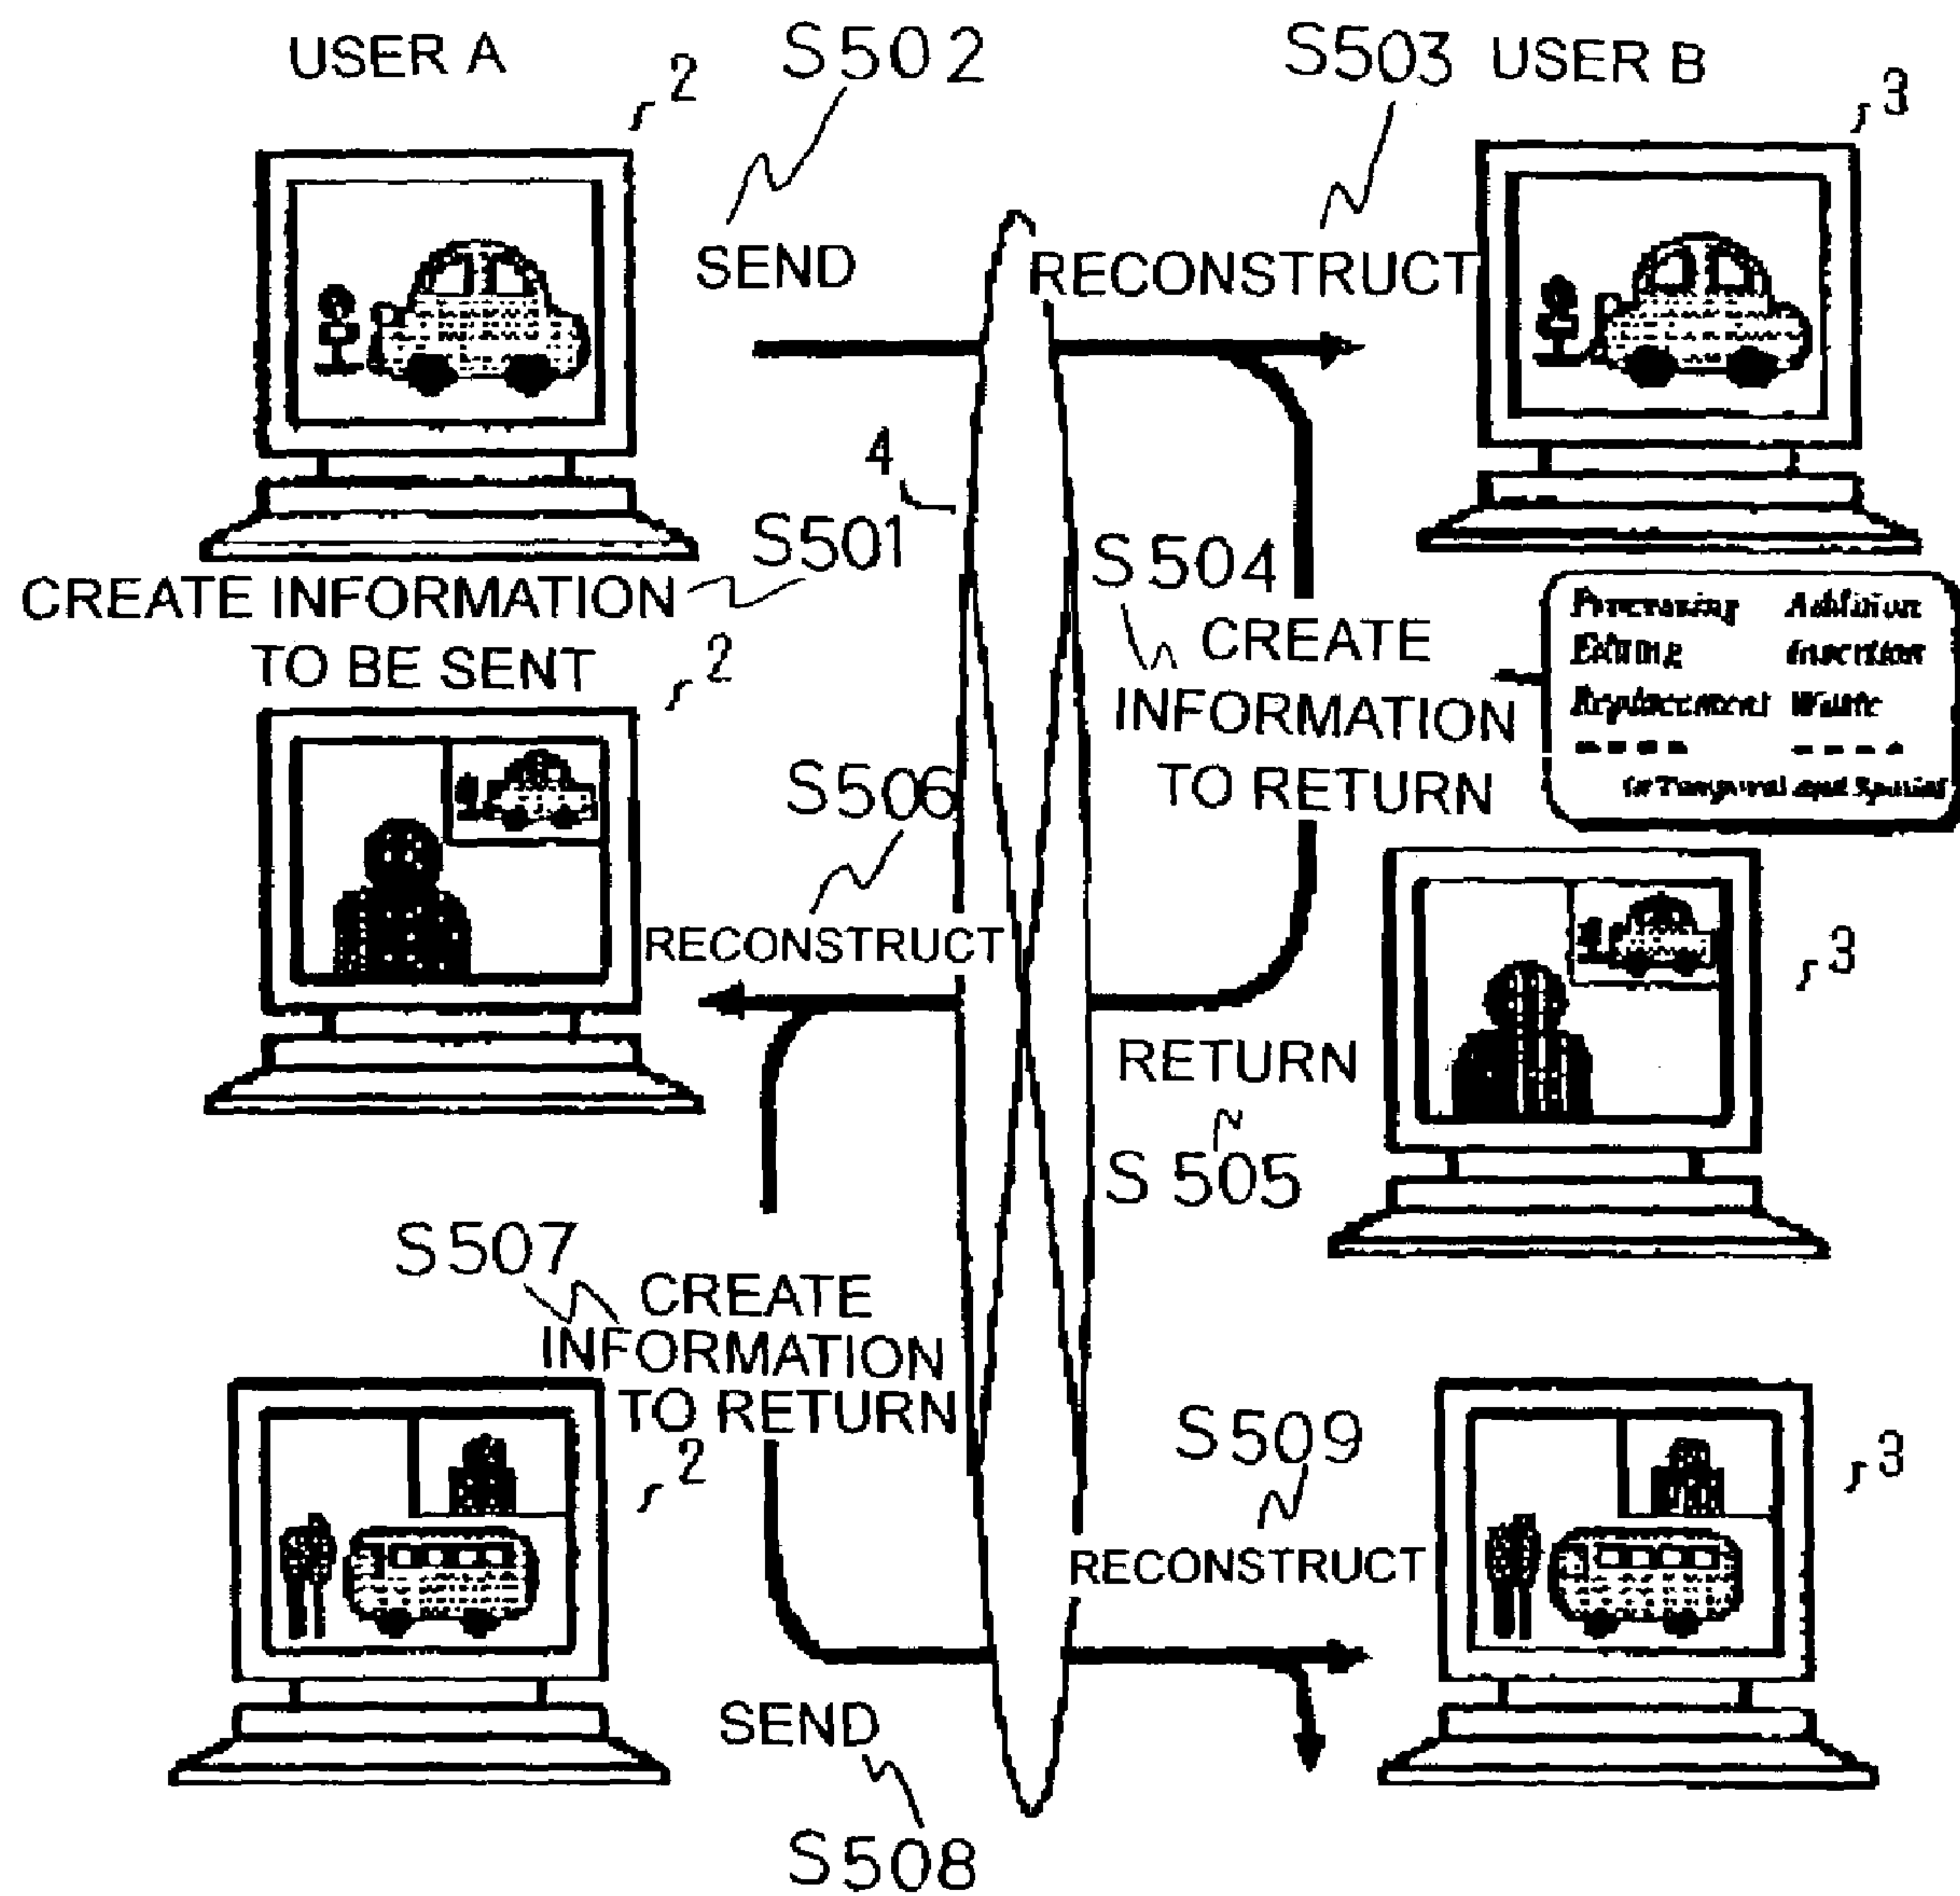 USER A
2
S502
S503
USER B
3
SEND
RECONSTRUCT
4
S501
CREATE INFORMATION
TO BE SENT
2
S504
CREATE
INFORMATION
TO RETURN
Processing Addition
Editing Insertion
Replacement
S506
RECONSTRUCT
3
RETURN
S505
S507
CREATE
INFORMATION
TO RETURN
2
S509
3
RECONSTRUCT
SEND
S508